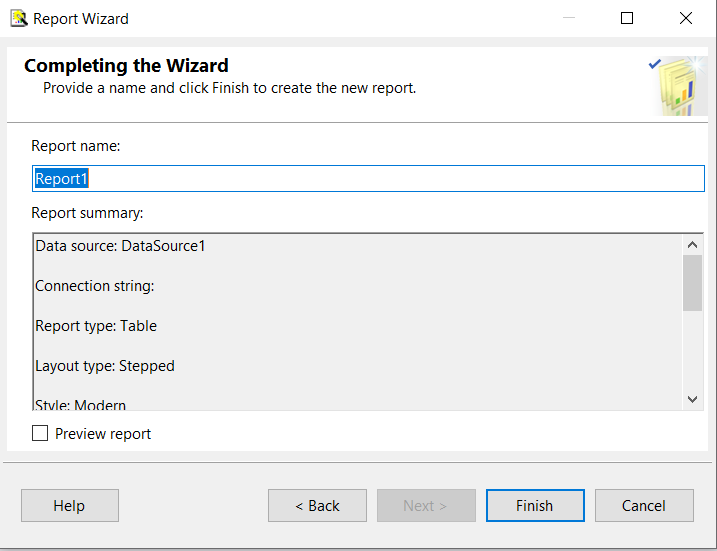 Report Wizard
Completing the Wizard
Provide a name and click Finish to create the new report.
Report name:
Report1
Report summary:
Data source: DataSource1
Connection string:
Report type: Table
Layout type: Stepped
Style: Modern
Preview report
Help
< Back
Next >
Finish
Cancel